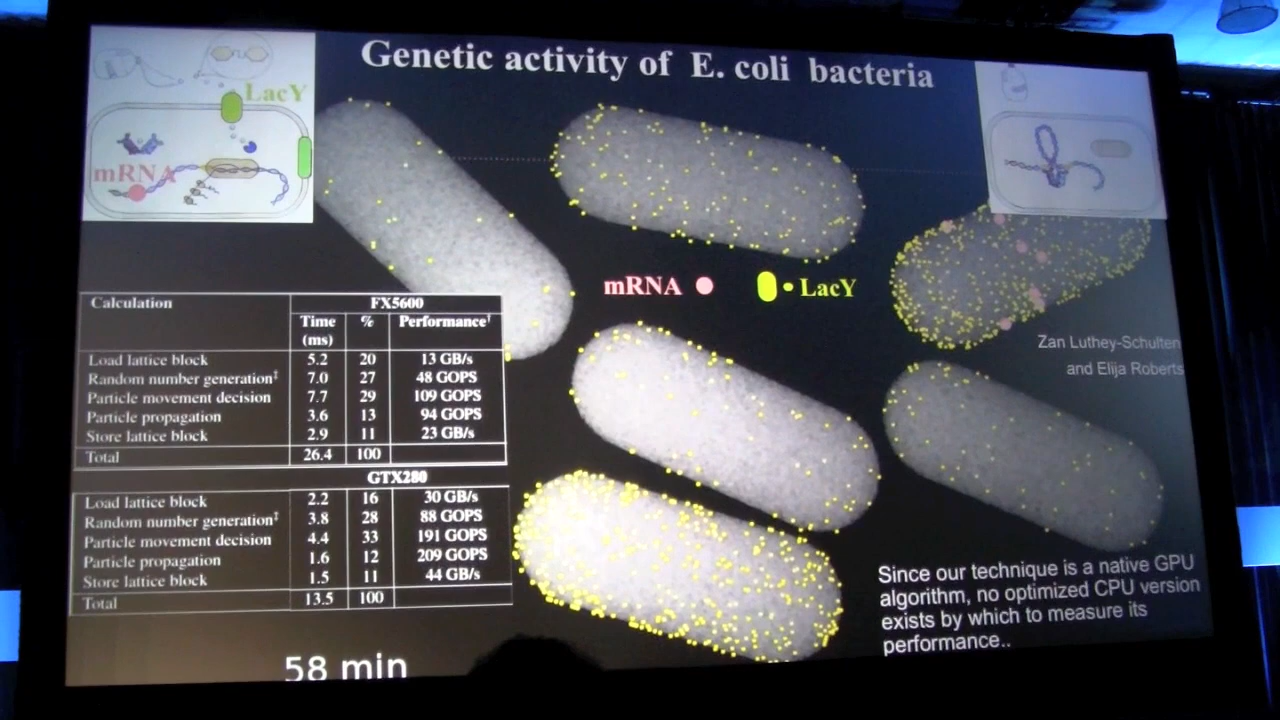 Genetic activity of E. coli bacteria
LacY
mRNA
mRNA
LacY
Zan Luthey-Schulten
and Elija Roberts
Calculation FX5600
Time (ms) % Performance†
Load lattice block 5.2 20 13 GB/s
Random number generation‡ 7.0 27 48 GOPS
Particle movement decision 7.7 29 109 GOPS
Particle propagation 3.6 13 94 GOPS
Store lattice block 2.9 11 23 GB/s
Total 26.4 100
GTX280
Load lattice block 2.2 16 30 GB/s
Random number generation‡ 3.8 28 88 GOPS
Particle movement decision 4.4 33 191 GOPS
Particle propagation 1.6 12 209 GOPS
Store lattice block 1.5 11 44 GB/s
Total 13.5 100
Since our technique is a native GPU
algorithm, no optimized CPU version
exists by which to measure its
performance..
58 min